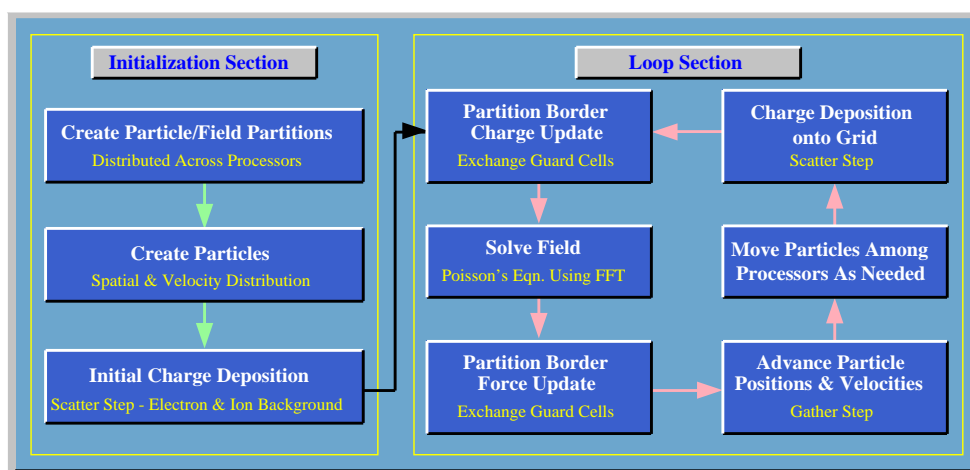 Initialization Section
Create Particle/Field Partitions
Distributed Across Processors
Create Particles
Spatial & Velocity Distribution
Initial Charge Deposition
Scatter Step - Electron & Ion Background
Loop Section
Partition Border
Charge Update
Exchange Guard Cells
Solve Field
Poisson's Eqn. Using FFT
Partition Border
Force Update
Exchange Guard Cells
Advance Particle
Positions & Velocities
Gather Step
Move Particles Among
Processors As Needed
Charge Deposition
onto Grid
Scatter Step